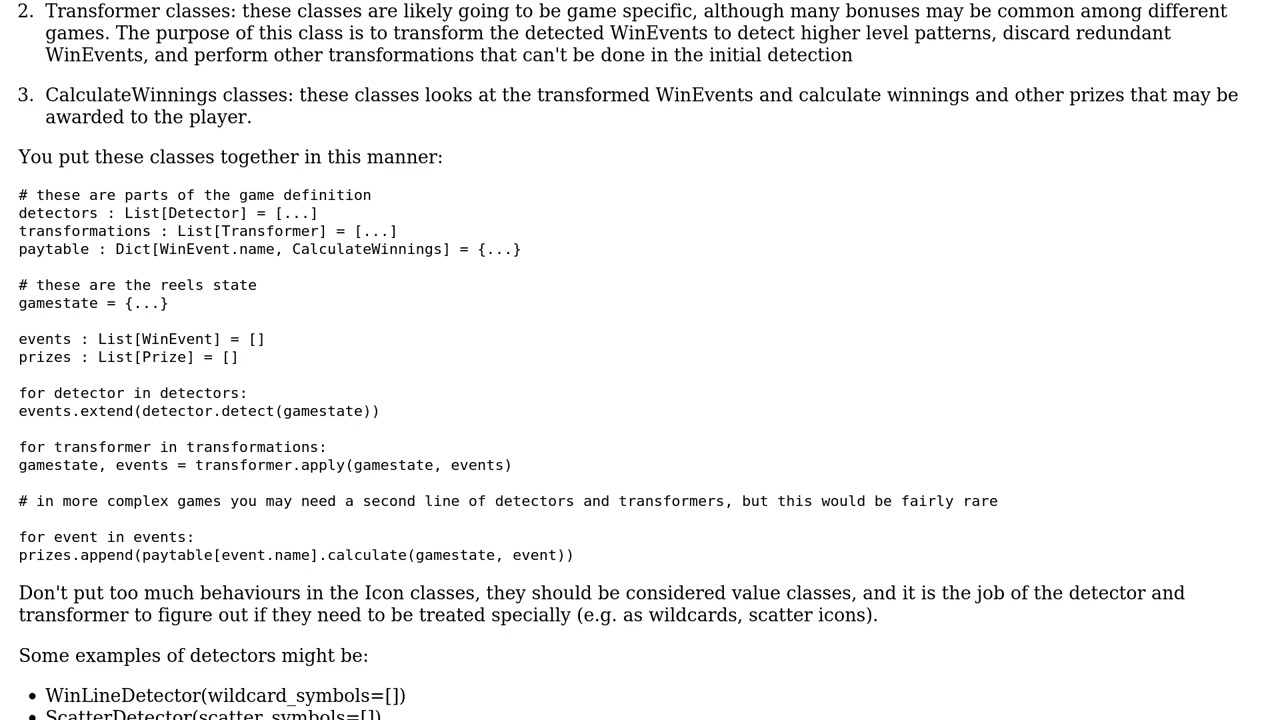 2. Transformer classes: these classes are likely going to be game specific, although many bonuses may be common among different
games. The purpose of this class is to transform the detected WinEvents to detect higher level patterns, discard redundant
WinEvents, and perform other transformations that can't be done in the initial detection
3. CalculateWinnings classes: these classes looks at the transformed WinEvents and calculate winnings and other prizes that may be
awarded to the player.
You put these classes together in this manner:
# these are parts of the game definition
detectors : List[Detector] = [...]
transformations : List[Transformer] = [...]
paytable : Dict[WinEvent.name, CalculateWinnings] = {...}
# these are the reels state
gamestate = {...}
events : List[WinEvent] = []
prizes : List[Prize] = []
for detector in detectors:
events.extend(detector.detect(gamestate))
for transformer in transformations:
gamestate, events = transformer.apply(gamestate, events)
# in more complex games you may need a second line of detectors and transformers, but this would be fairly rare
for event in events:
prizes.append(paytable[event.name].calculate(gamestate, event))
Don't put too much behaviours in the Icon classes, they should be considered value classes, and it is the job of the detector and
transformer to figure out if they need to be treated specially (e.g. as wildcards, scatter icons).
Some examples of detectors might be:
• WinLineDetector(wildcard_symbols=[])
• ScatterDetector(scatter_symbols=[])